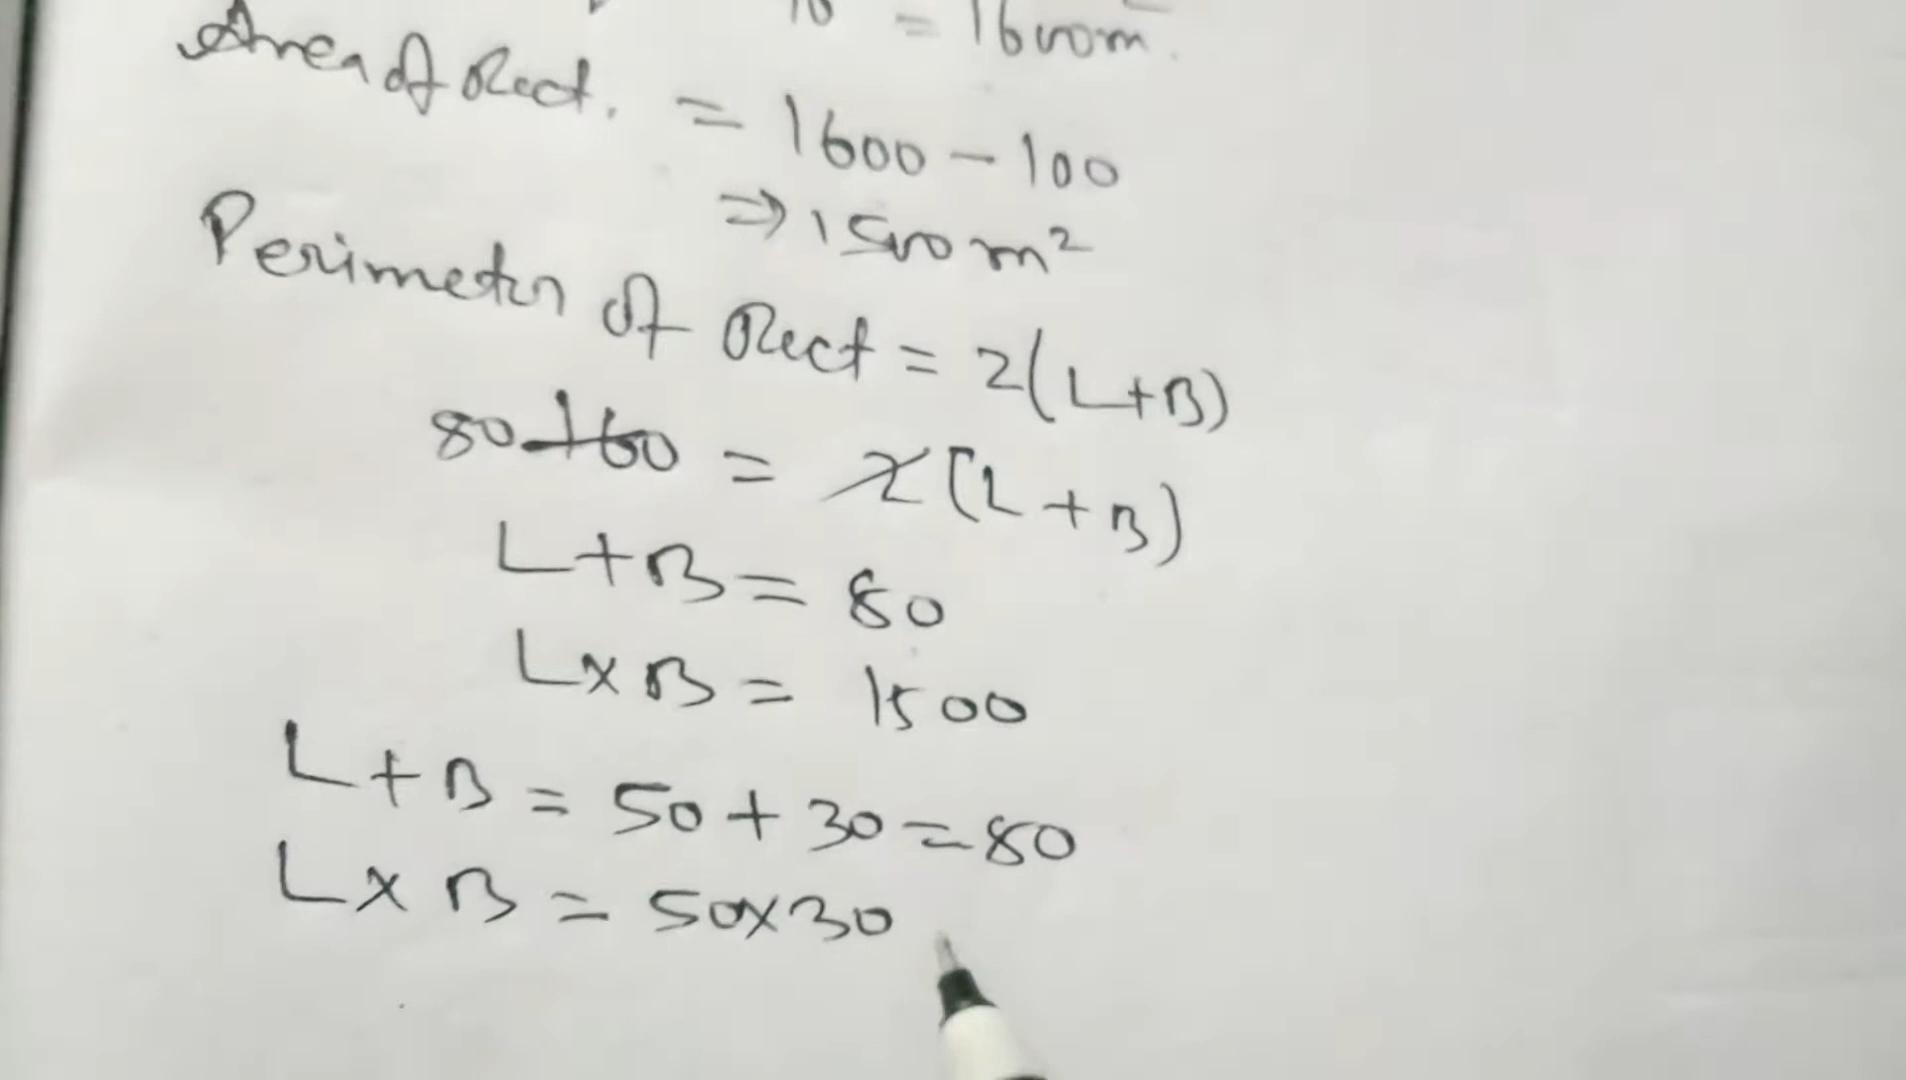 = 1600m
Area of Rect. = 1600 - 100
⇒ 1500 m²
Perimeter of Rect = 2(L+B)
80 160 = 2(L+B)
L+B = 80
L×B = 1500
L+B = 50+30=80
L×B = 50×30